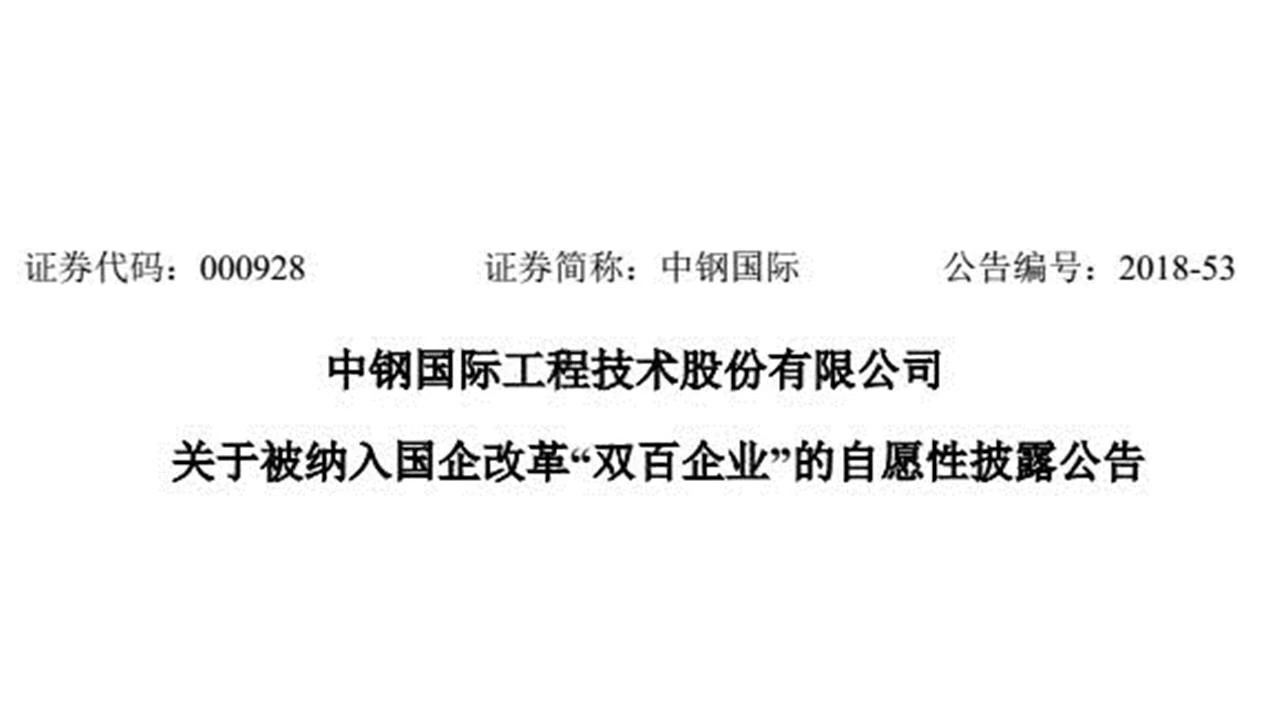 证券代码：000928 证券简称：中钢国际 公告编号：2018-53
中钢国际工程技术股份有限公司
关于被纳入国企改革“双百企业”的自愿性披露公告